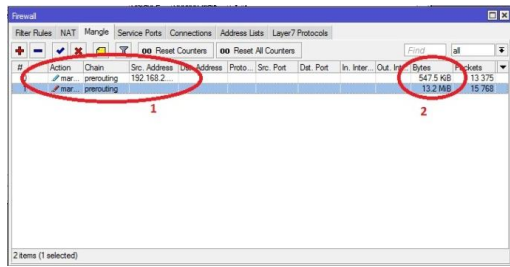 Firewall
Filter Rules NAT Mangle Service Ports Connections Address Lists Layer7 Protocols
00 Reset Counters 00 Reset All Counters Find all
# Action Chain Src. Address Dst. Address Proto... Src. Port Dst. Port In. Inter... Out. Int... Bytes Packets
mar... prerouting 192.168.2.... 547.5 KiB 13 375
mar... prerouting 13.2 MiB 15 768
1
2
2 items (1 selected)